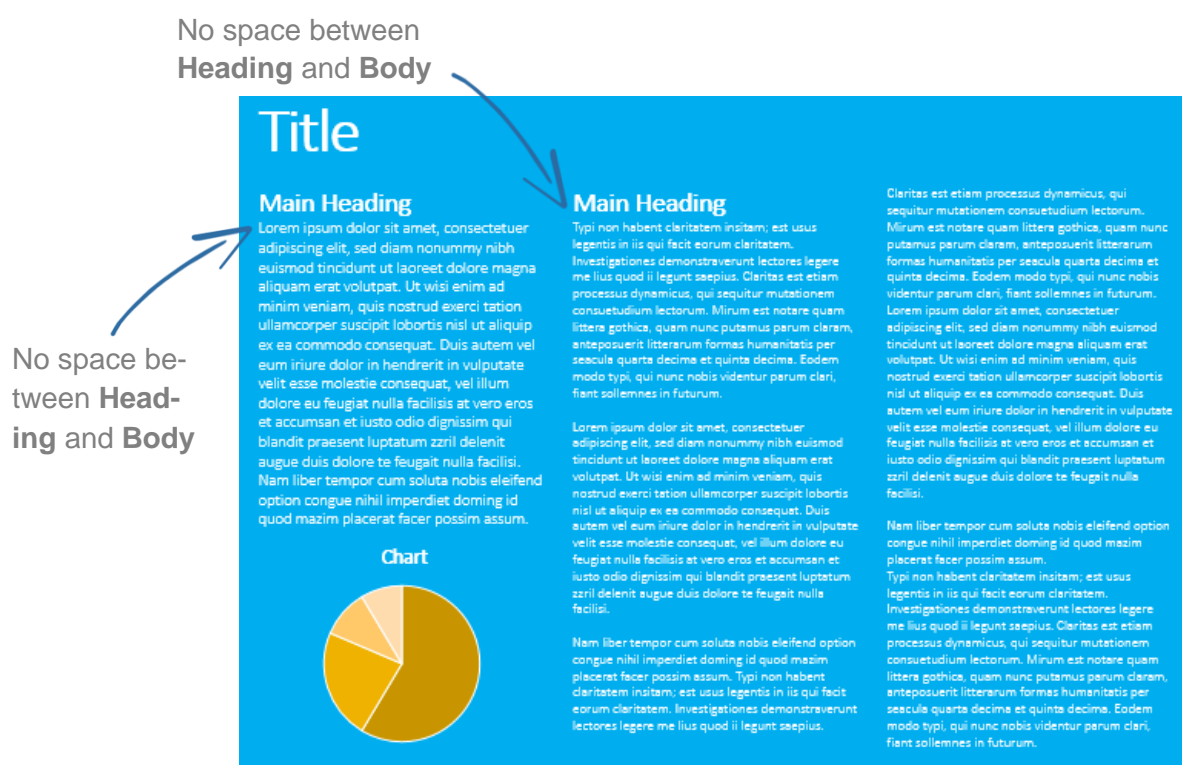 No space between
Heading and Body
No space be-
tween Head-
ing and Body
Title
Main Heading
Lorem ipsum dolor sit amet, consectetuer
adipiscing elit, sed diam nonummy nibh
euismod tincidunt ut laoreet dolore magna
aliquam erat volutpat. Ut wisi enim ad
minim veniam, quis nostrud exerci tation
ullamcorper suscipit lobortis nisl ut aliquip
ex ea commodo consequat. Duis autem vel
eum iriure dolor in hendrerit in vulputate
velit esse molestie consequat, vel illum
dolore eu feugiat nulla facilisis at vero eros
et accumsan et iusto odio dignissim qui
blandit praesent luptatum zzril delenit
augue duis dolore te feugait nulla facilisi.
Nam liber tempor cum soluta nobis eleifend
option congue nihil imperdiet doming id
quod mazim placerat facer possim assum.
Chart
Main Heading
Typi non habent claritatem insitam; est usus
legentis in iis qui facit eorum claritatem.
Investigationes demonstraverunt lectores legere
me lius quod ii legunt saepius. Claritas est etiam
processus dynamicus, qui sequitur mutationem
consuetudium lectorum. Mirum est notare quam
littera gothica, quam nunc putamus parum claram,
anteposuerit litterarum formas humanitatis per
seacula quarta decima et quinta decima. Eodem
modo typi, qui nunc nobis videntur parum clari,
fiant sollemnes in futurum.
Lorem ipsum dolor sit amet, consectetuer
adipiscing elit, sed diam nonummy nibh euismod
tincidunt ut laoreet dolore magna aliquam erat
volutpat. Ut wisi enim ad minim veniam, quis
nostrud exerci tation ullamcorper suscipit lobortis
nisl ut aliquip ex ea commodo consequat. Duis
autem vel eum iriure dolor in hendrerit in vulputate
velit esse molestie consequat, vel illum dolore eu
feugiat nulla facilisis at vero eros et accumsan et
iusto odio dignissim qui blandit praesent luptatum
zzril delenit augue duis dolore te feugait nulla
facilisi.
Nam liber tempor cum soluta nobis eleifend option
congue nihil imperdiet doming id quod mazim
placerat facer possim assum. Typi non habent
claritatem insitam; est usus legentis in iis qui facit
eorum claritatem. Investigationes demonstraverunt
lectores legere me lius quod ii legunt saepius.
Claritas est etiam processus dynamicus, qui
sequitur mutationem consuetudium lectorum.
Mirum est notare quam littera gothica, quam nunc
putamus parum claram, anteposuerit litterarum
formas humanitatis per seacula quarta decima et
quinta decima. Eodem modo typi, qui nunc nobis
videntur parum clari, fiant sollemnes in futurum.
Lorem ipsum dolor sit amet, consectetuer
adipiscing elit, sed diam nonummy nibh euismod
tincidunt ut laoreet dolore magna aliquam erat
volutpat. Ut wisi enim ad minim veniam, quis
nostrud exerci tation ullamcorper suscipit lobortis
nisl ut aliquip ex ea commodo consequat. Duis
autem vel eum iriure dolor in hendrerit in vulputate
velit esse molestie consequat, vel illum dolore eu
feugiat nulla facilisis at vero eros et accumsan et
iusto odio dignissim qui blandit praesent luptatum
zzril delenit augue duis dolore te feugait nulla
facilisi.
Nam liber tempor cum soluta nobis eleifend option
congue nihil imperdiet doming id quod mazim
placerat facer possim assum.
Typi non habent claritatem insitam; est usus
legentis in iis qui facit eorum claritatem.
Investigationes demonstraverunt lectores legere
me lius quod ii legunt saepius. Claritas est etiam
processus dynamicus, qui sequitur mutationem
consuetudium lectorum. Mirum est notare quam
littera gothica, quam nunc putamus parum claram,
anteposuerit litterarum formas humanitatis per
seacula quarta decima et quinta decima. Eodem
modo typi, qui nunc nobis videntur parum clari,
fiant sollemnes in futurum.